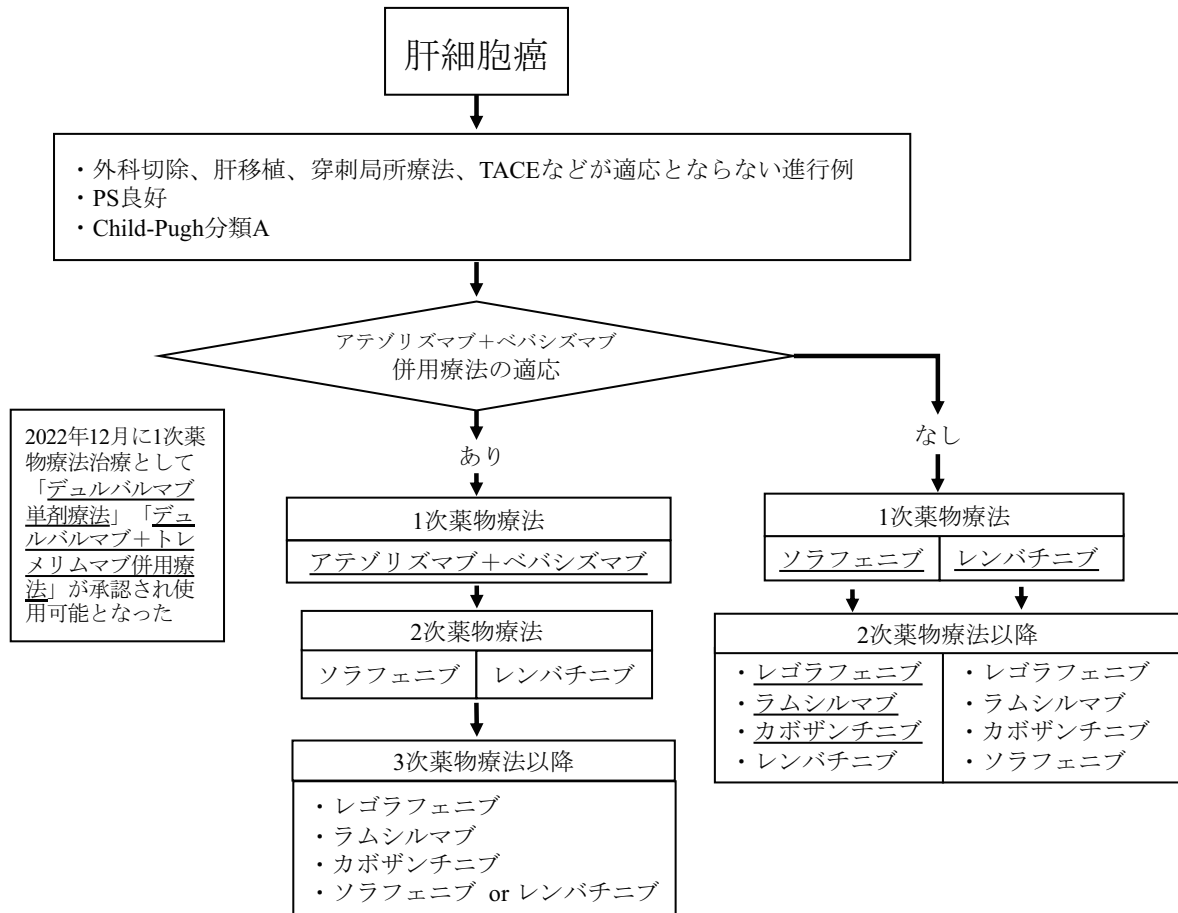 肝細胞癌
・外科切除、肝移植、穿刺局所療法、TACEなどが適応とならない進行例
・PS良好
・Child-Pugh分類A
アテゾリズマブ＋ベバシズマブ
併用療法の適応
2022年12月に1次薬
物療法治療として
「デュルバルマブ
単剤療法」「デュ
ルバルマブ＋トレ
メリムマブ併用療
法」が承認され使
用可能となった
あり
1次薬物療法
アテゾリズマブ＋ベバシズマブ
2次薬物療法
ソラフェニブ
レンバチニブ
3次薬物療法以降
・レゴラフェニブ
・ラムシルマブ
・カボザンチニブ
・ソラフェニブ or レンバチニブ
なし
1次薬物療法
ソラフェニブ
レンバチニブ
2次薬物療法以降
・レゴラフェニブ
・ラムシルマブ
・カボザンチニブ
・レンバチニブ
・レゴラフェニブ
・ラムシルマブ
・カボザンチニブ
・ソラフェニブ